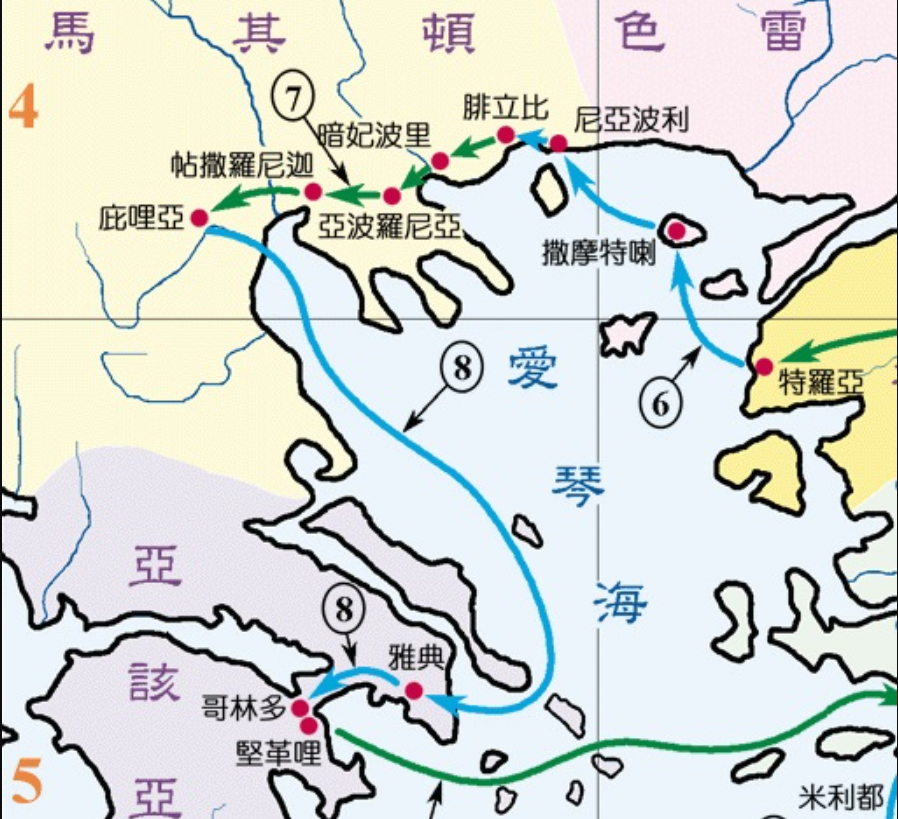 馬其頓
色雷
4
7
腓立比
尼亞波利
暗妃波里
帖撒羅尼迦
庇哩亞
亞波羅尼亞
撒摩特喇
8
愛琴海
6
特羅亞
亞該亞
8
雅典
哥林多
堅革哩
5
米利都